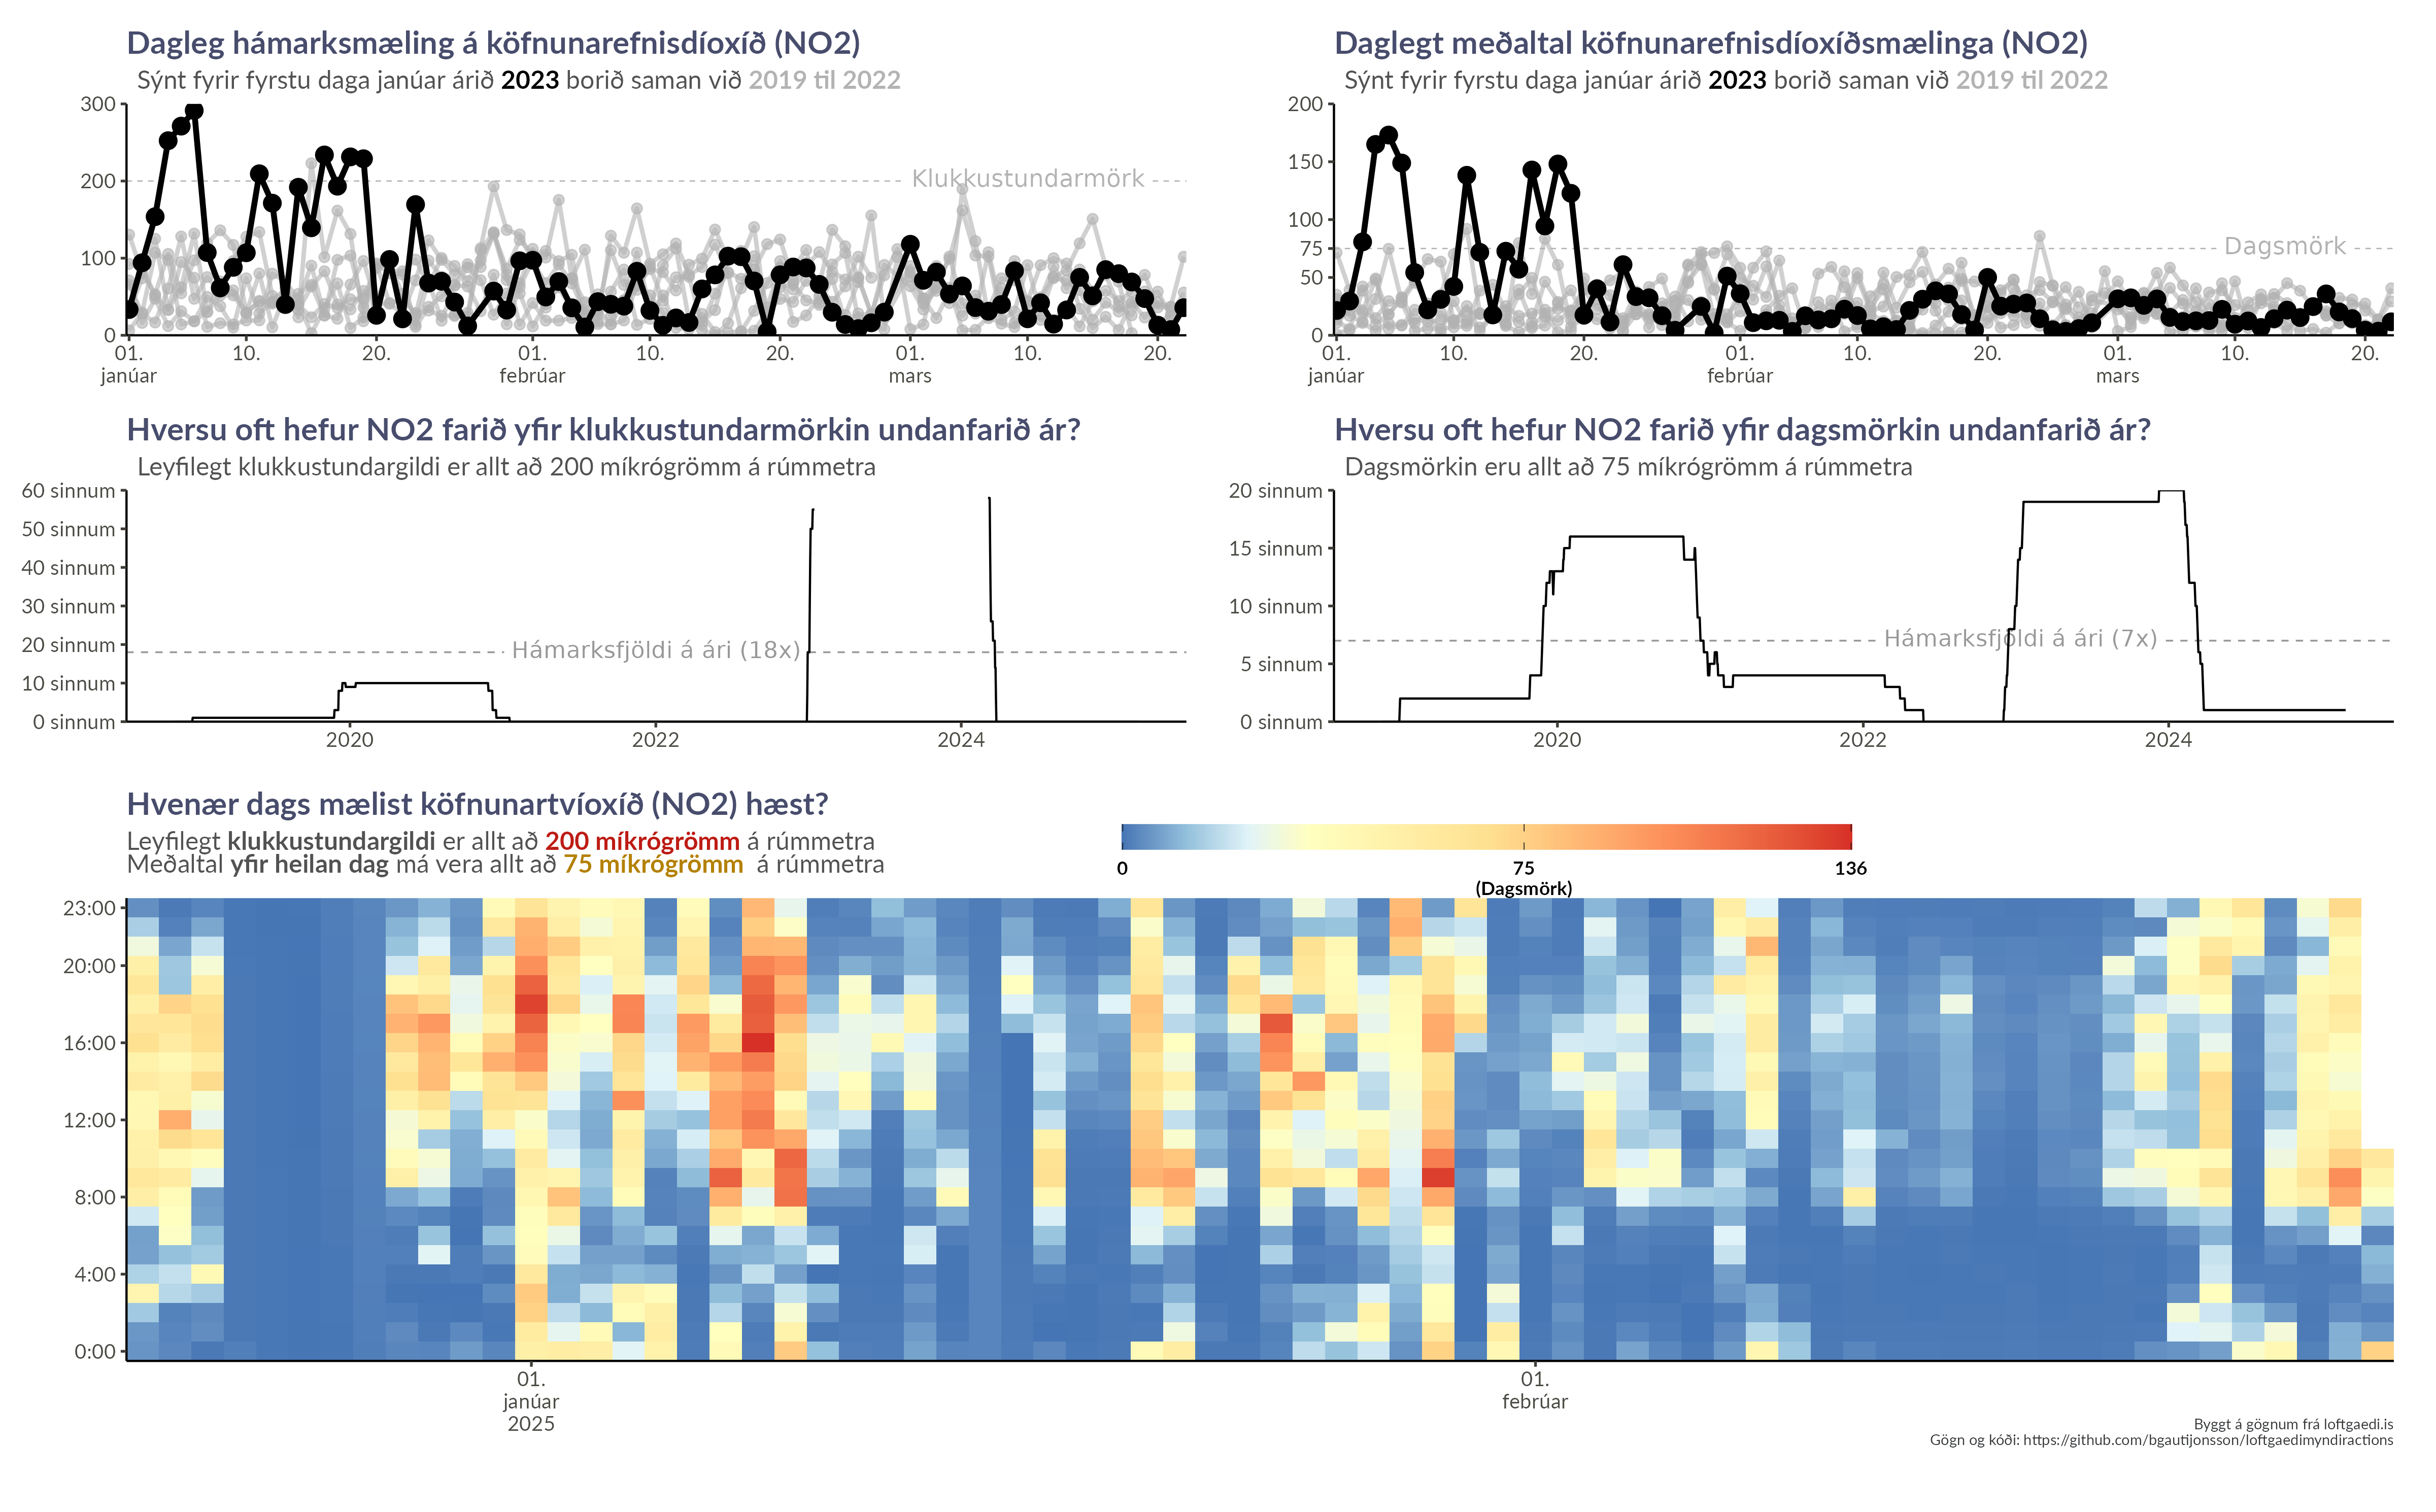 Dagleg hámarksmæling á köfnunarefnisdíoxíð (NO2)
Sýnt fyrir fyrstu daga janúar árið 2023 borið saman við 2019 til 2022
300
200
100
0
Klukkustundarmörk
01. 10. 20. 01. 10. 20. 01. 10. 20.
janúar febrúar mars
Daglegt meðaltal köfnunarefnisdíoxíðsmælinga (NO2)
Sýnt fyrir fyrstu daga janúar árið 2023 borið saman við 2019 til 2022
200
150
100
75
50
0
Dagsmörk
01. 10. 20. 01. 10. 20. 01. 10. 20.
janúar febrúar mars
Hversu oft hefur NO2 farið yfir klukkustundarmörkin undanfarið ár?
Leyfilegt klukkustundargildi er allt að 200 míkrógrömm á rúmmetra
60 sinnum
50 sinnum
40 sinnum
30 sinnum
20 sinnum
10 sinnum
0 sinnum
Hámarksfjöldi á ári (18x)
2020 2022 2024
Hversu oft hefur NO2 farið yfir dagsmörkin undanfarið ár?
Dagsmörkin eru allt að 75 míkrógrömm á rúmmetra
20 sinnum
15 sinnum
10 sinnum
5 sinnum
0 sinnum
Hámarksfjöldi á ári (7x)
2020 2022 2024
Hvenær dags mælist köfnunartvíoxíð (NO2) hæst?
Leyfilegt klukkustundargildi er allt að 200 míkrógrömm á rúmmetra
Meðaltal yfir heilan dag má vera allt að 75 míkrógrömm á rúmmetra
0 75 136
(Dagsmörk)
23:00
20:00
16:00
12:00
8:00
4:00
0:00
01. 01.
janúar febrúar
2025
Byggt á gögnum frá loftgaedi.is
Gögn og kóði: https://github.com/bgautijonsson/loftgaedimyndiractions